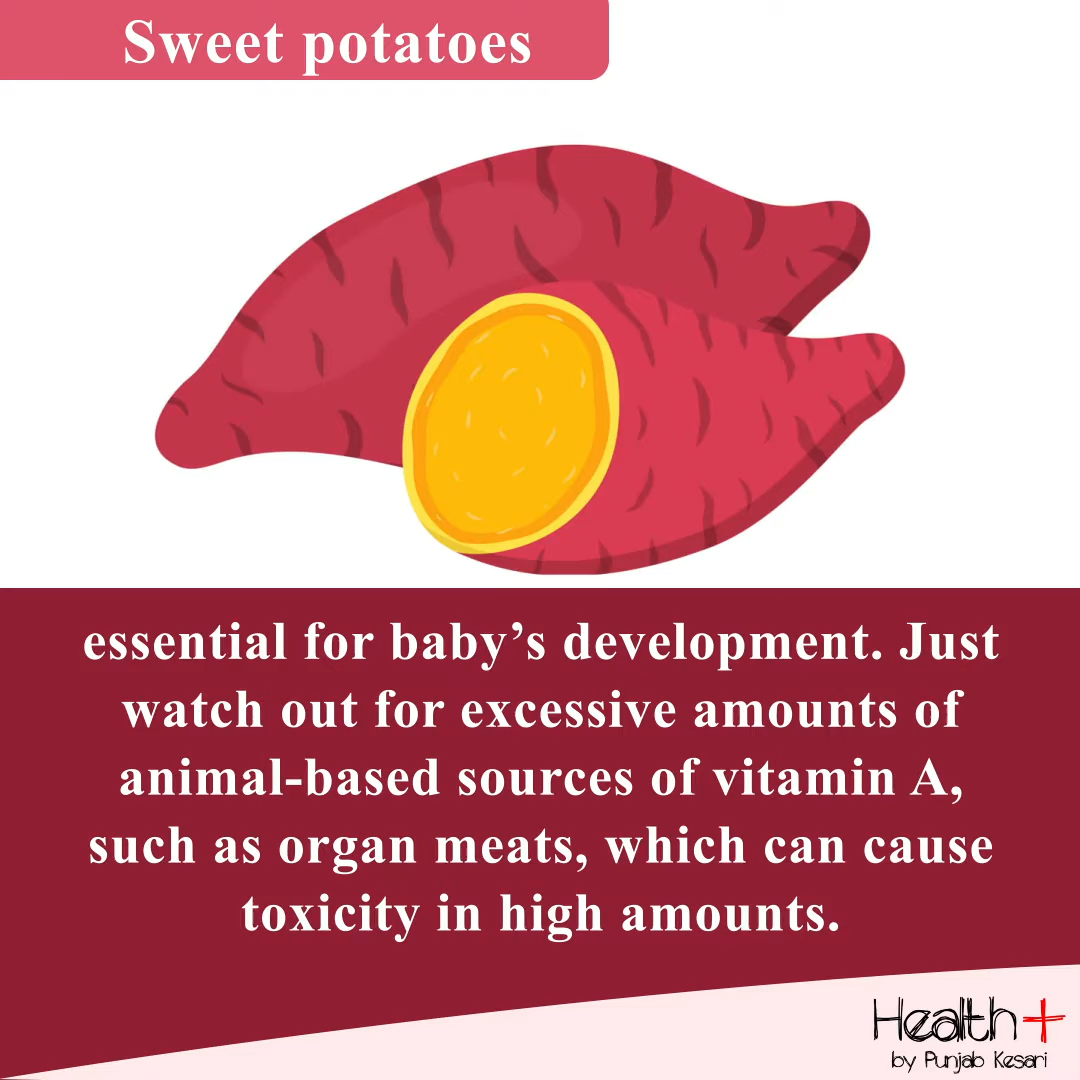 Sweet potatoes
essential for baby’s development. Just
watch out for excessive amounts of
animal-based sources of vitamin A,
such as organ meats, which can cause
toxicity in high amounts.
Health+
by Punjab Kesari